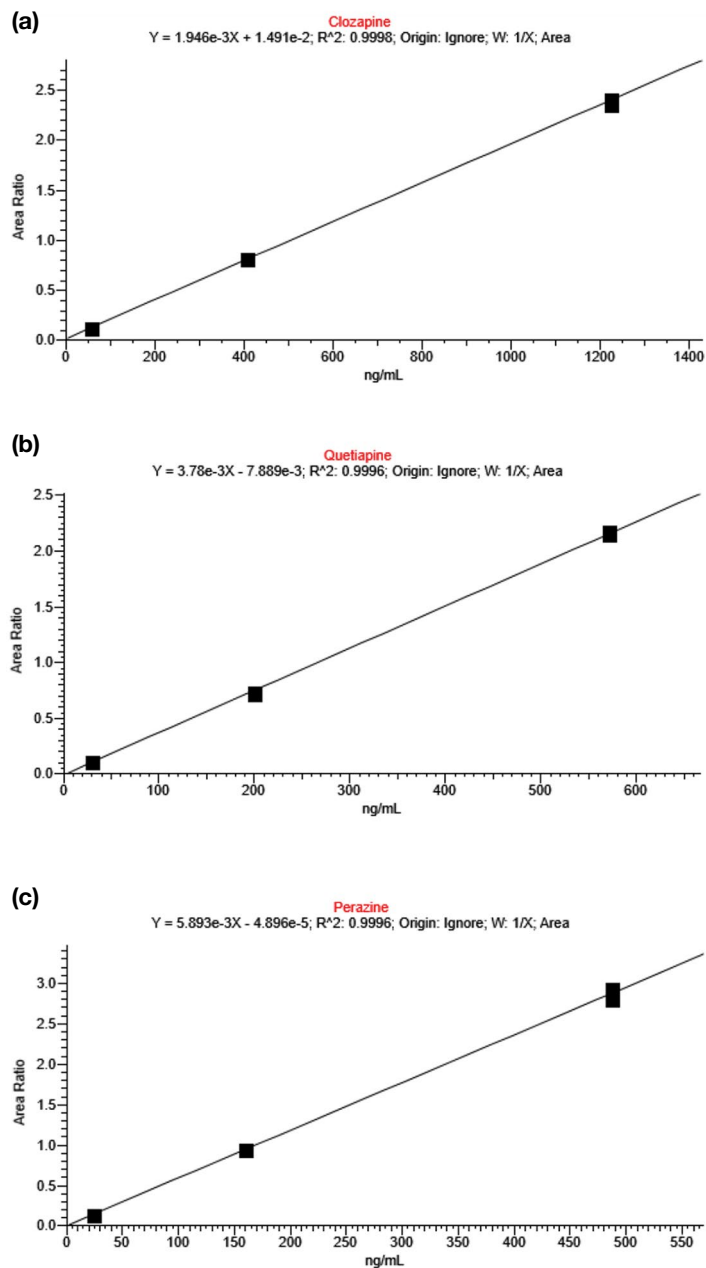 (a)
Clozapine
Y = 1.946e-3X + 1.491e-2; R^2: 0.9998; Origin: Ignore; W: 1/X; Area
2.5
2.0
1.5
1.0
0.5
0.0
Area Ratio
0 200 400 600 800 1000 1200 1400
ng/mL
(b)
Quetiapine
Y = 3.78e-3X - 7.889e-3; R^2: 0.9996; Origin: Ignore; W: 1/X; Area
2.5
2.0
1.5
1.0
0.5
0.0
Area Ratio
0 100 200 300 400 500 600
ng/mL
(c)
Perazine
Y = 5.893e-3X - 4.896e-5; R^2: 0.9996; Origin: Ignore; W: 1/X; Area
3.0
2.5
2.0
1.5
1.0
0.5
0.0
Area Ratio
0 50 100 150 200 250 300 350 400 450 500 550
ng/mL